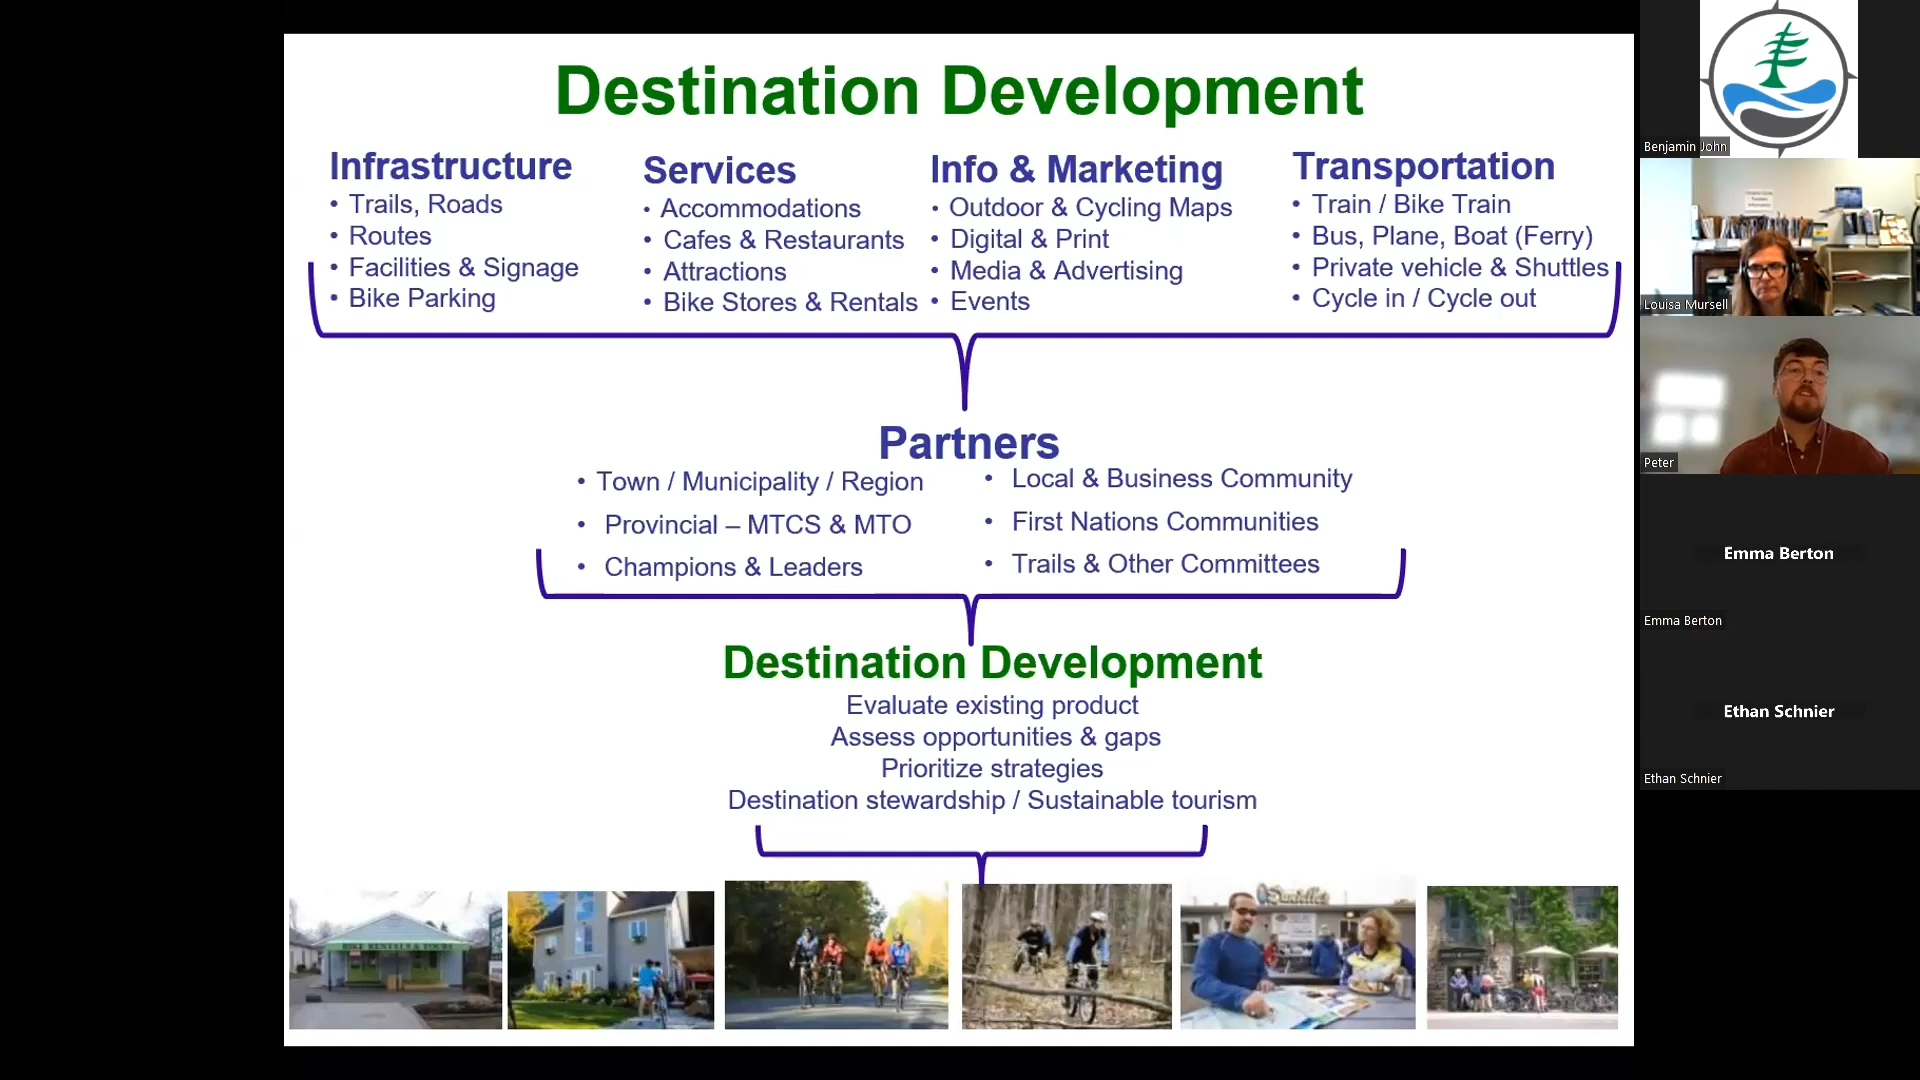 Destination Development
Infrastructure
• Trails, Roads
• Routes
• Facilities & Signage
• Bike Parking
Services
• Accommodations
• Cafes & Restaurants
• Attractions
• Bike Stores & Rentals
Info & Marketing
• Outdoor & Cycling Maps
• Digital & Print
• Media & Advertising
• Events
Transportation
• Train / Bike Train
• Bus, Plane, Boat (Ferry)
• Private vehicle & Shuttles
• Cycle in / Cycle out
Partners
• Town / Municipality / Region
• Provincial – MTCS & MTO
• Champions & Leaders
• Local & Business Community
• First Nations Communities
• Trails & Other Committees
Destination Development
Evaluate existing product
Assess opportunities & gaps
Prioritize strategies
Destination stewardship / Sustainable tourism
BIKE RENTALS & TOURS
Benjamin John
Louisa Mursell
Peter
Emma Berton
Emma Berton
Ethan Schnier
Ethan Schnier